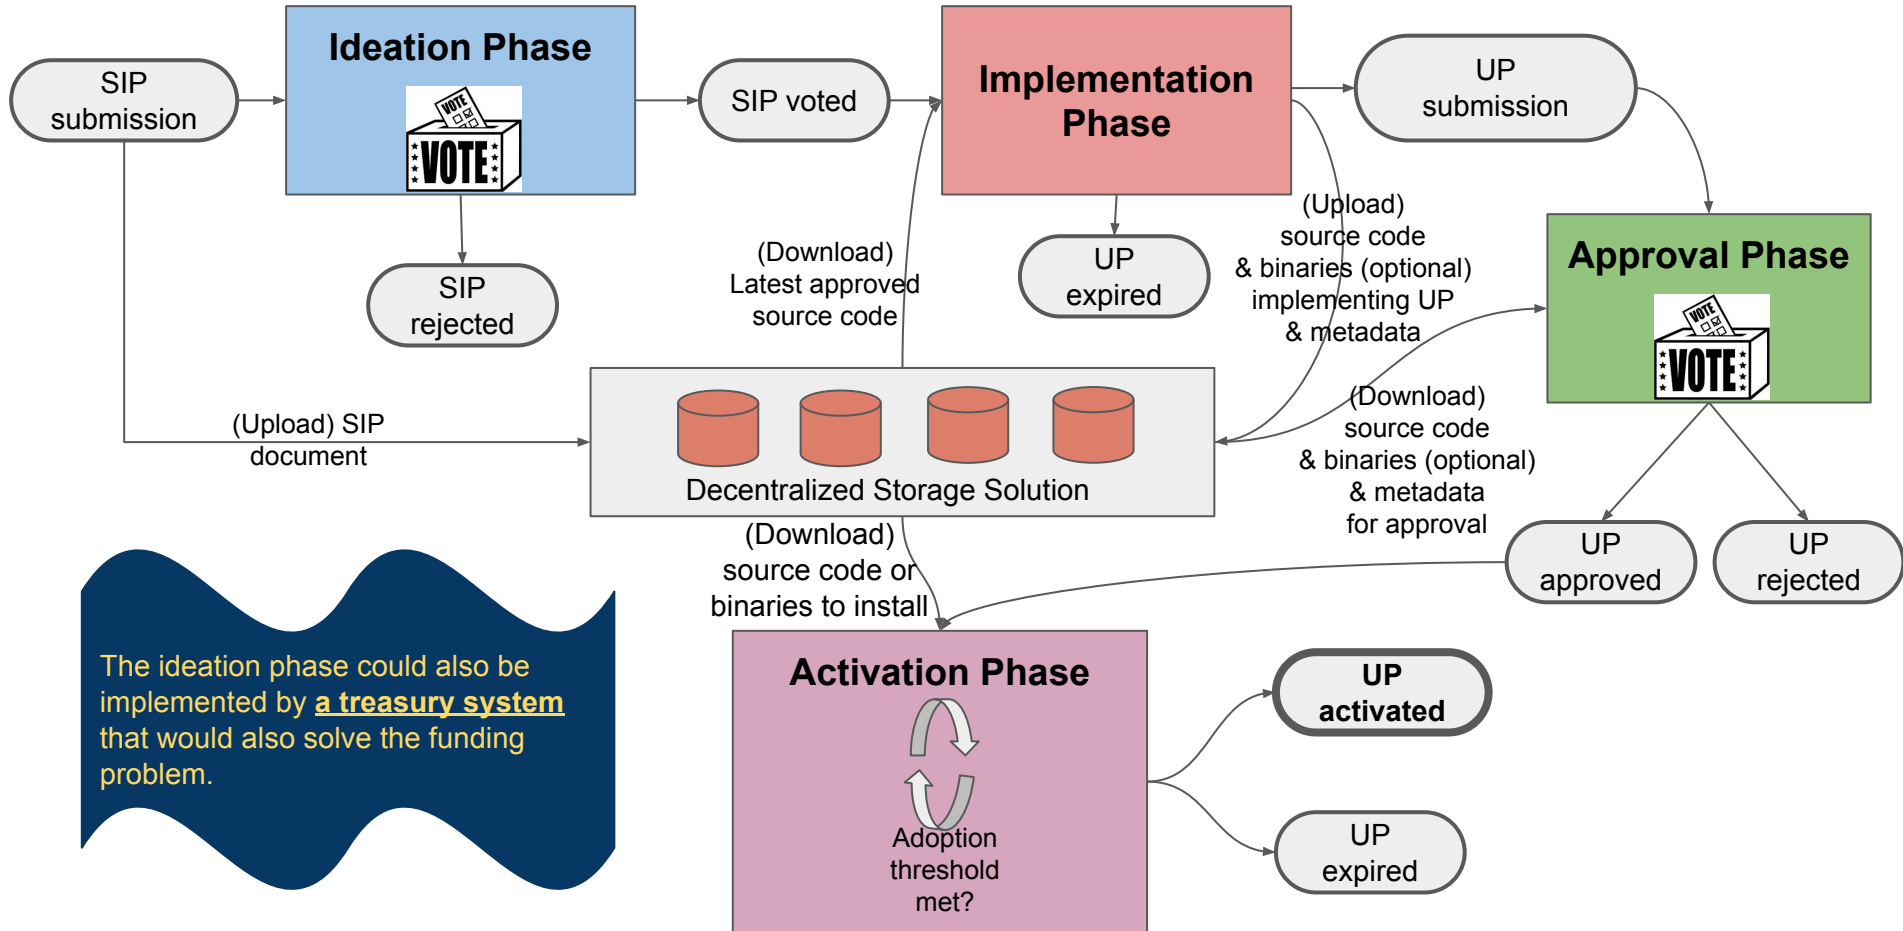 SIP
submission
Ideation Phase
VOTE
VOTE
SIP voted
Implementation
Phase
UP
submission
SIP
rejected
(Download)
Latest approved
source code
UP
expired
(Upload)
source code
& binaries (optional)
implementing UP
& metadata
Approval Phase
VOTE
VOTE
(Upload) SIP
document
Decentralized Storage Solution
(Download)
source code
& binaries (optional)
& metadata
for approval
(Download)
source code or
binaries to install
UP
approved
UP
rejected
The ideation phase could also be
implemented by a treasury system
that would also solve the funding
problem.
Activation Phase
Adoption
threshold
met?
UP
activated
UP
expired